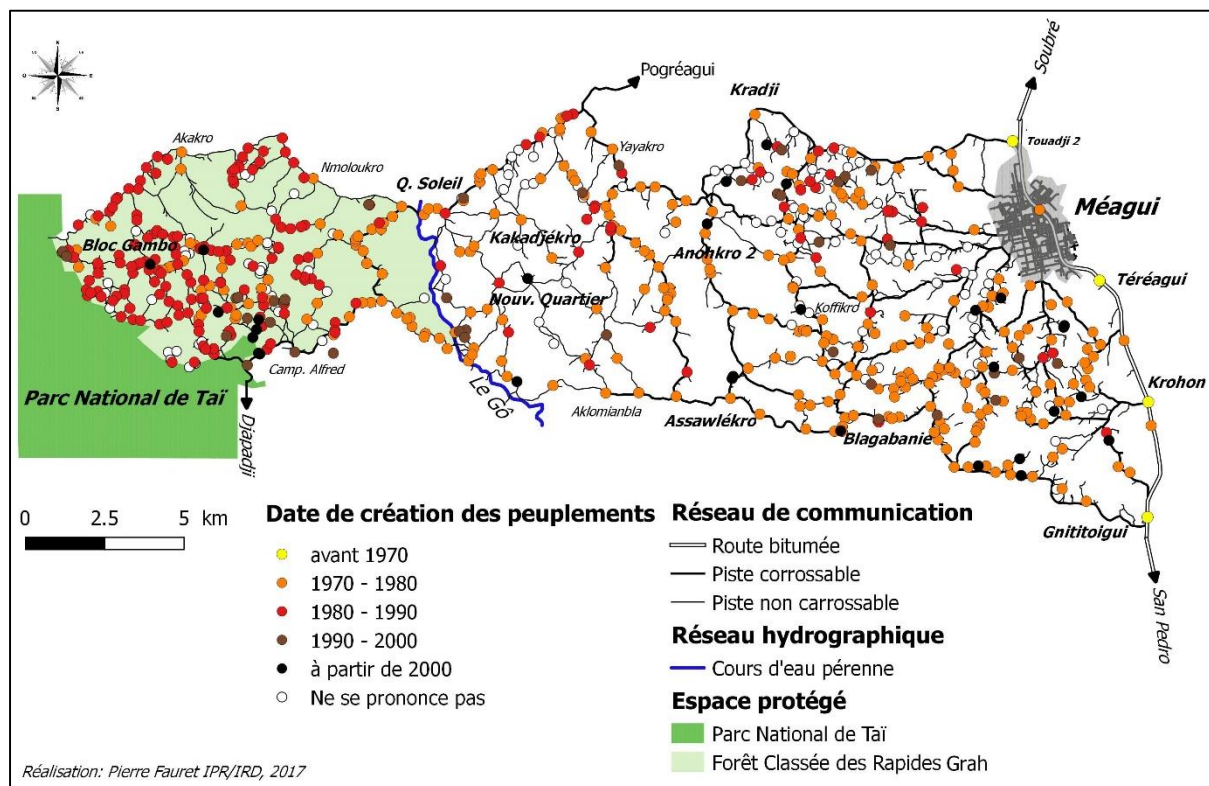 Soubré
Pogréagui
Kradji
Touadji 2
Akakro
Yayakro
Nmoloukro
Q. Soleil
Méagui
Bloc Gambo
Kakadjékro
Anohkro 2
Téréagui
Nouv. Quartier
Koffikro
Camp. Alfred
Le Gô
Parc National de Taï
Djapadji
Aklomianbla
Assawlékro
Blagabanie
Krohon
Gnititoigui
San Pedro
0 2.5 5 km
Date de création des peuplements
avant 1970
1970 - 1980
1980 - 1990
1990 - 2000
à partir de 2000
Ne se prononce pas
Réseau de communication
Route bitumée
Piste corrossable
Piste non carrossable
Réseau hydrographique
Cours d'eau pérenne
Espace protégé
Parc National de Taï
Forêt Classée des Rapides Grah
Réalisation: Pierre Fauret IPR/IRD, 2017